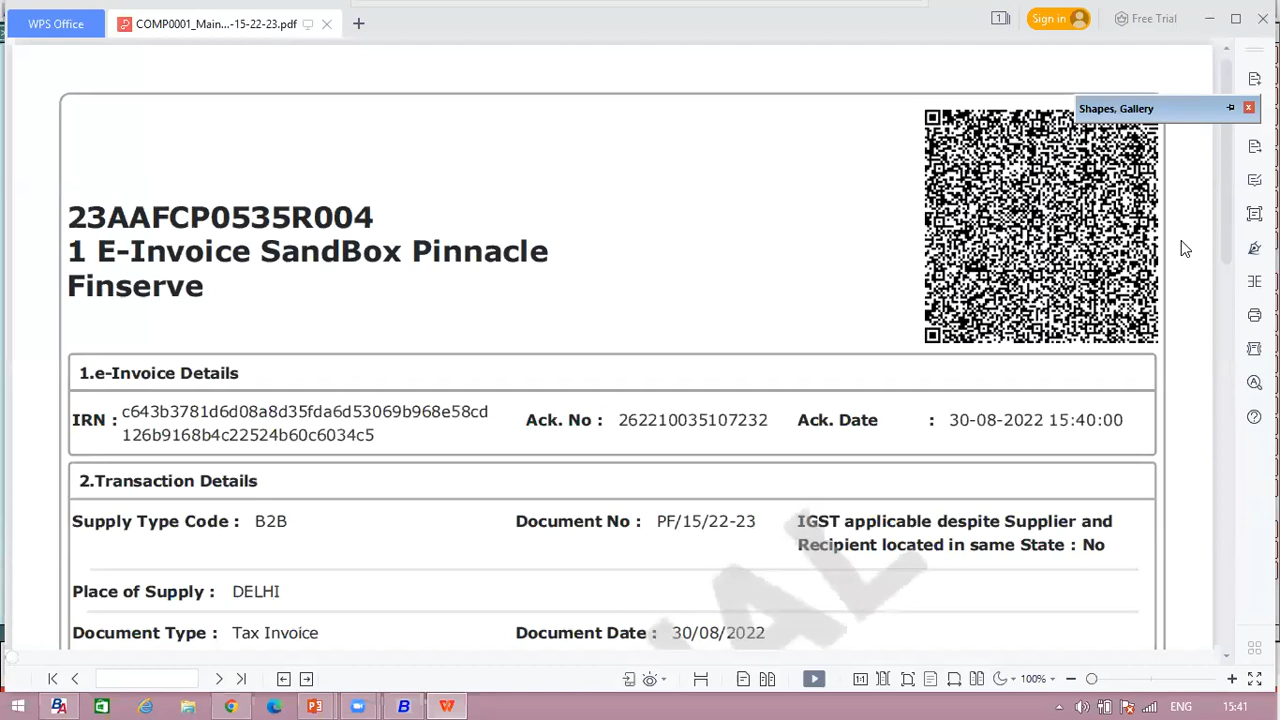 WPS Office
COMP0001_Main...-15-22-23.pdf
1
Sign in
Free Trial
Shapes, Gallery
23AAFCP0535R004
1 E-Invoice SandBox Pinnacle
Finserve
1.e-Invoice Details
IRN : c643b3781d6d08a8d35fda6d53069b968e58cd
126b9168b4c22524b60c6034c5
Ack. No : 262210035107232
Ack. Date : 30-08-2022 15:40:00
2.Transaction Details
Supply Type Code : B2B
Document No : PF/15/22-23
IGST applicable despite Supplier and
Recipient located in same State : No
Place of Supply : DELHI
Document Type : Tax Invoice
Document Date : 30/08/2022
100%
ENG
15:41